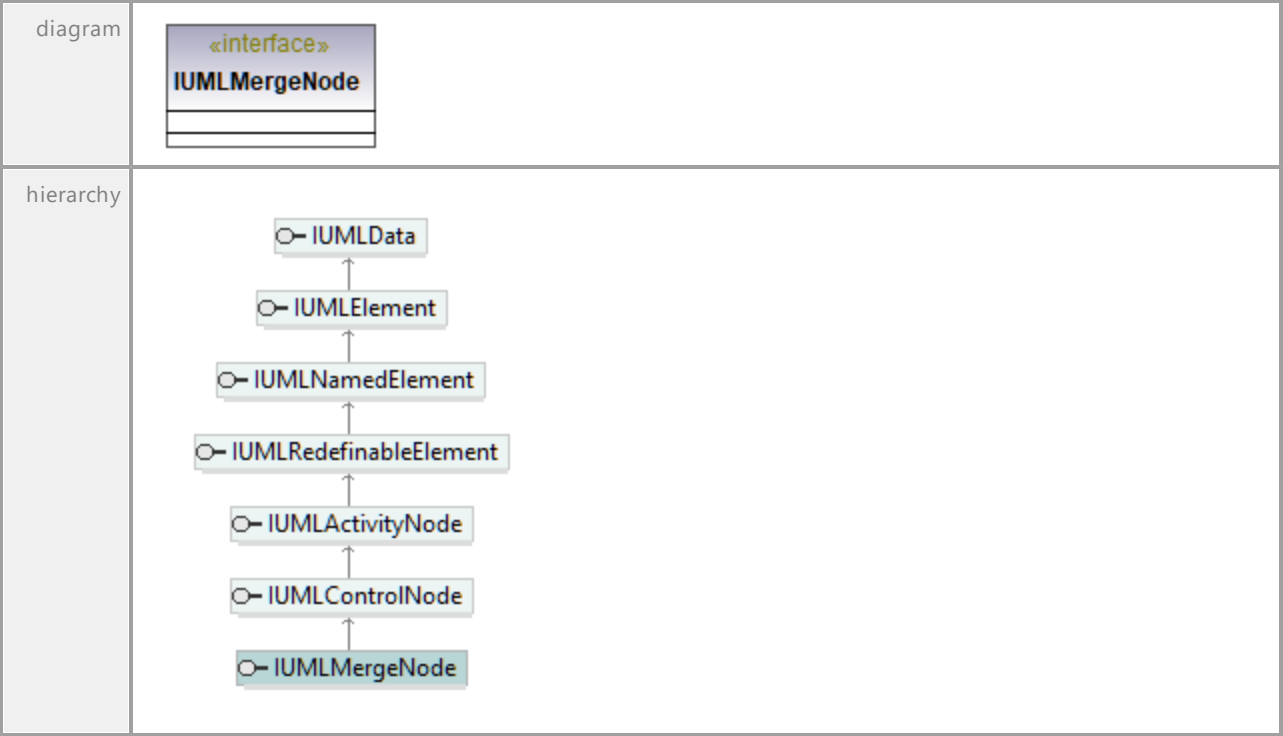 diagram
«interface»
IUMLMergeNode
hierarchy
IUMLData
IUMLElement
IUMLNamedElement
IUMLRedefinableElement
IUMLActivityNode
IUMLControlNode
IUMLMergeNode